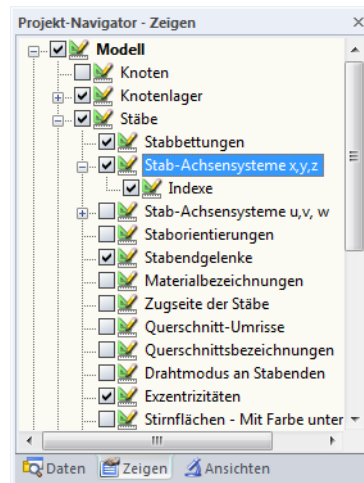 Projekt-Navigator - Zeigen
Modell
Knoten
Knotenlager
Stäbe
Stabbettungen
Stab-Achsensysteme x,y,z
Indexe
Stab-Achsensysteme u,v, w
Staborientierungen
Stabendgelenke
Materialbezeichnungen
Zugseite der Stäbe
Querschnitt-Umrisse
Querschnittsbezeichnungen
Drahtmodus an Stabenden
Exzentrizitäten
Stirnflächen - Mit Farbe unter
Daten Zeigen Ansichten